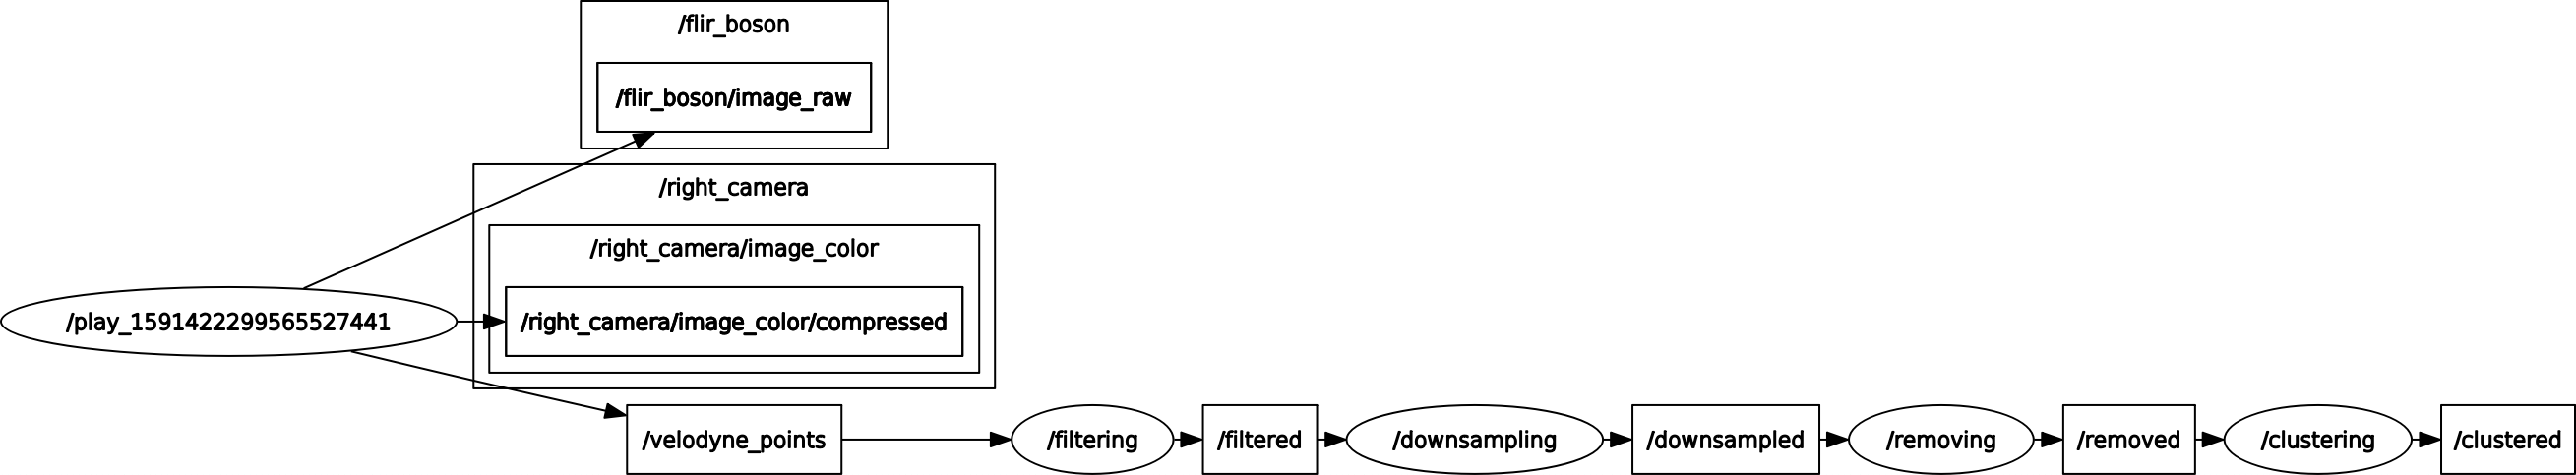 /flir_boson
/flir_boson/image_raw
/right_camera
/right_camera/image_color
/play_1591422299565527441
/right_camera/image_color/compressed
/velodyne_points
/filtering
/filtered
/downsampling
/downsampled
/removing
/removed
/clustering
/clustered